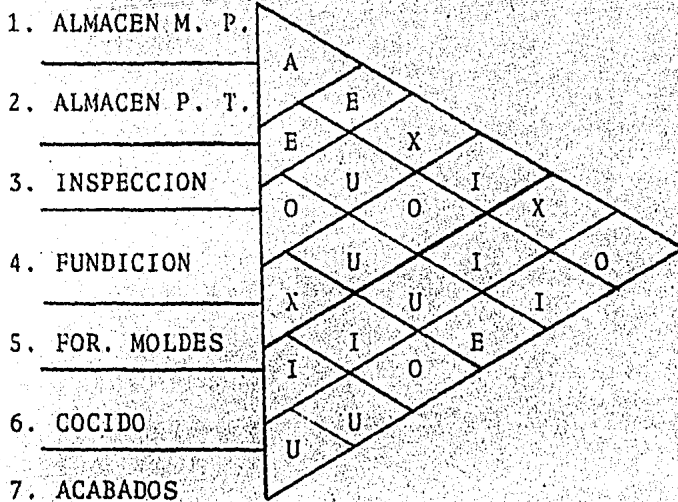 1. ALMACEN M. P.
2. ALMACEN P. T.
3. INSPECCION
4. FUNDICION
5. FOR. MOLDES
6. COCIDO
7. ACABADOS
A
E
E X
U I
O O X
U I O
X U I
I E
I O
U
U